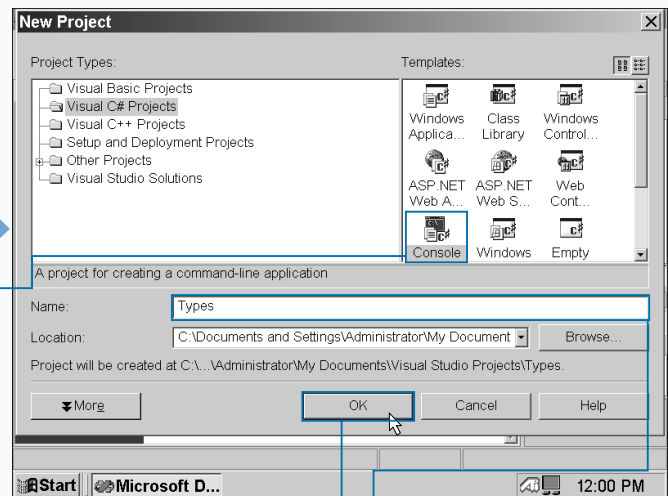 New Project
Project Types:
Templates:
Visual Basic Projects
Visual C# Projects
Visual C++ Projects
Setup and Deployment Projects
Other Projects
Visual Studio Solutions
Windows Applica...
Class Library
Windows Control...
ASP.NET Web A...
ASP.NET Web S...
Web Cont...
Console
Windows
Empty
A project for creating a command-line application
Name:
Types
Location:
C:\Documents and Settings\Administrator\My Document
Browse...
Project will be created at C:\...\Administrator\My Documents\Visual Studio Projects\Types.
More
OK
Cancel
Help
Start
Microsoft D...
12:00 PM